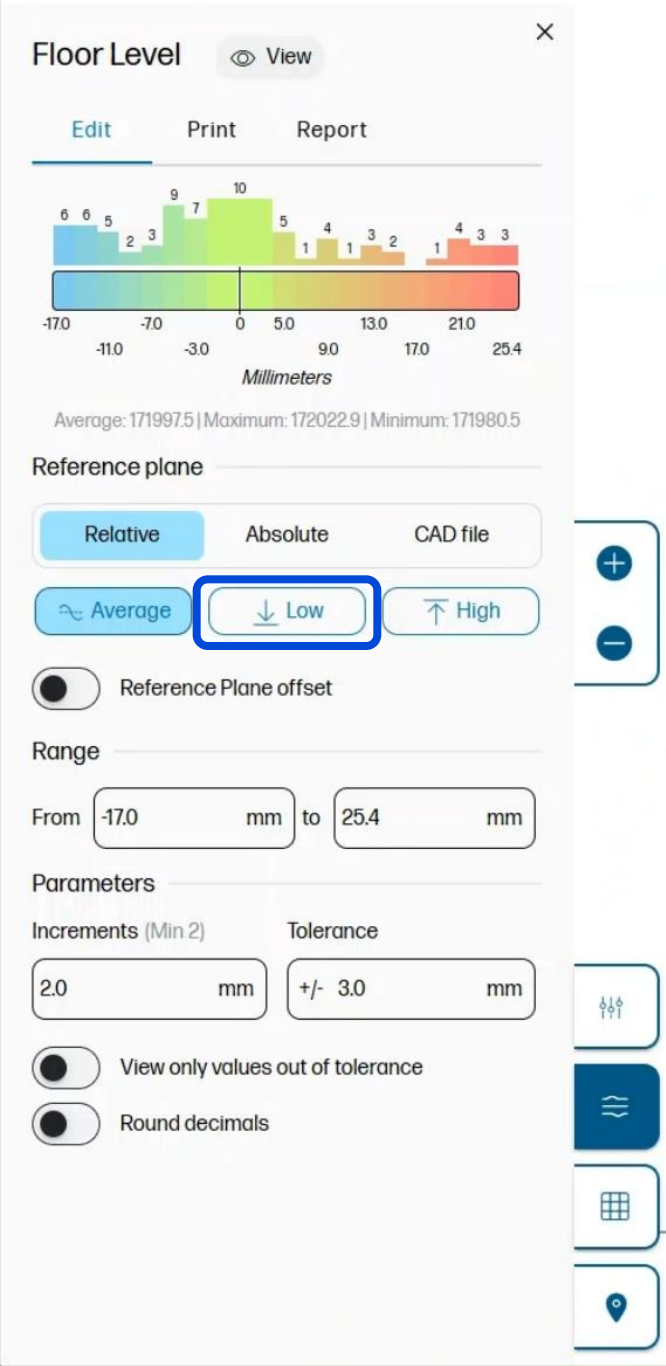 Floor Level View
Edit Print Report
6 6 5 2 3 9 7 10 5 1 4 1 3 2 1 4 3 3
-17.0 -7.0 0 5.0 13.0 21.0
-11.0 -3.0 9.0 17.0 25.4
Millimeters
Average: 171997.5 | Maximum: 172022.9 | Minimum: 171980.5
Reference plane
Relative Absolute CAD file
Average Low High
Reference Plane offset
Range
From -17.0 mm to 25.4 mm
Parameters
Increments (Min 2) Tolerance
2.0 mm +/- 3.0 mm
View only values out of tolerance
Round decimals